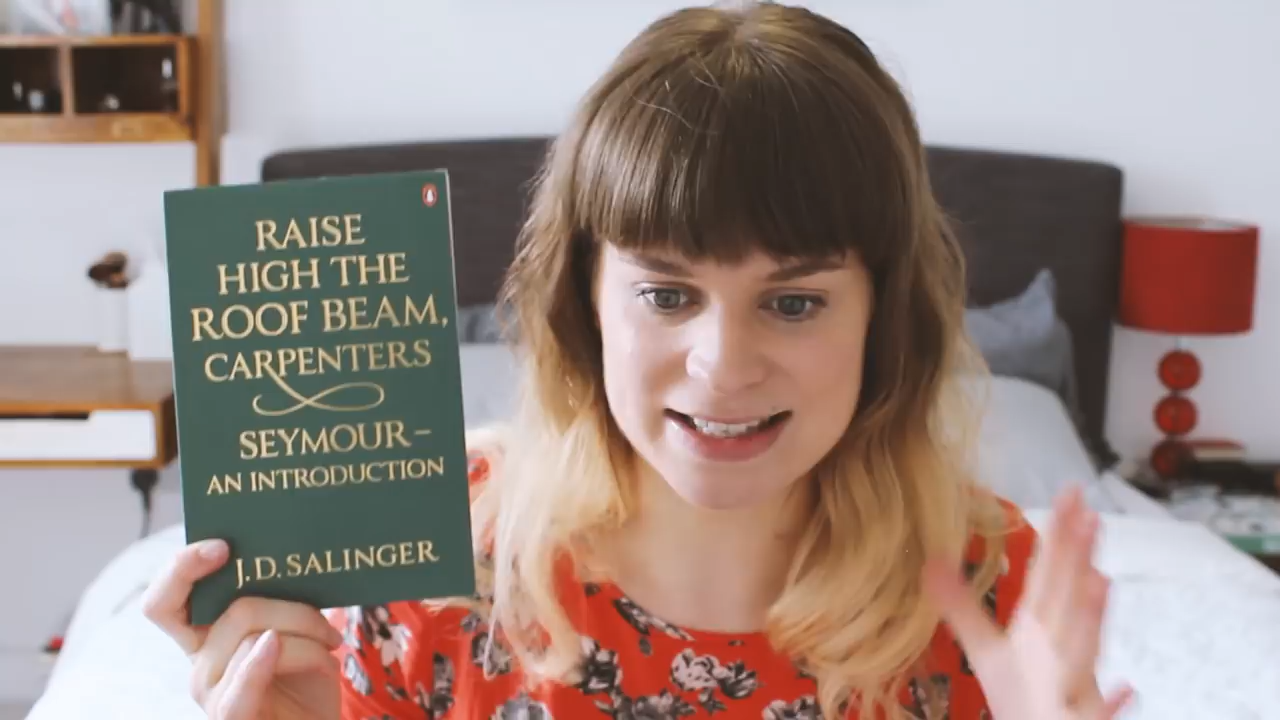 RAISE
HIGH THE
ROOF BEAM,
CARPENTERS
SEYMOUR–
AN INTRODUCTION
J. D. SALINGER